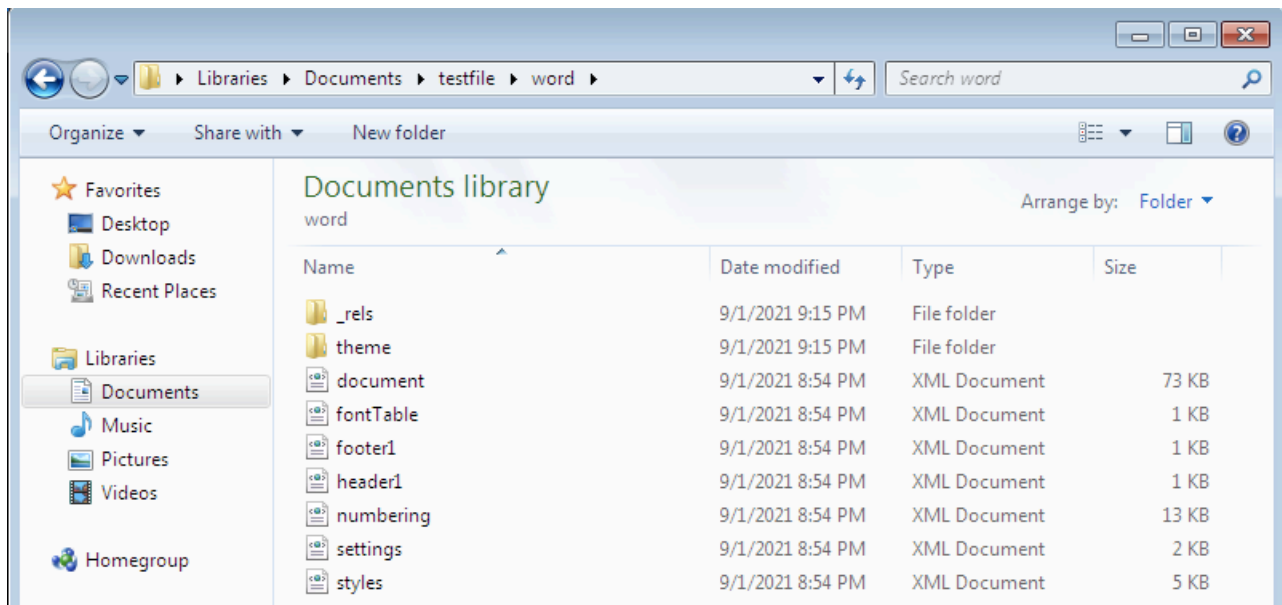 Libraries Documents testfile word Search word
Organize Share with New folder
Favorites
Desktop
Downloads
Recent Places
Libraries
Documents
Music
Pictures
Videos
Homegroup
Documents library
word
Arrange by: Folder
Name Date modified Type Size
_rels 9/1/2021 9:15 PM File folder
theme 9/1/2021 9:15 PM File folder
document 9/1/2021 8:54 PM XML Document 73 KB
fontTable 9/1/2021 8:54 PM XML Document 1 KB
footer1 9/1/2021 8:54 PM XML Document 1 KB
header1 9/1/2021 8:54 PM XML Document 1 KB
numbering 9/1/2021 8:54 PM XML Document 13 KB
settings 9/1/2021 8:54 PM XML Document 2 KB
styles 9/1/2021 8:54 PM XML Document 5 KB